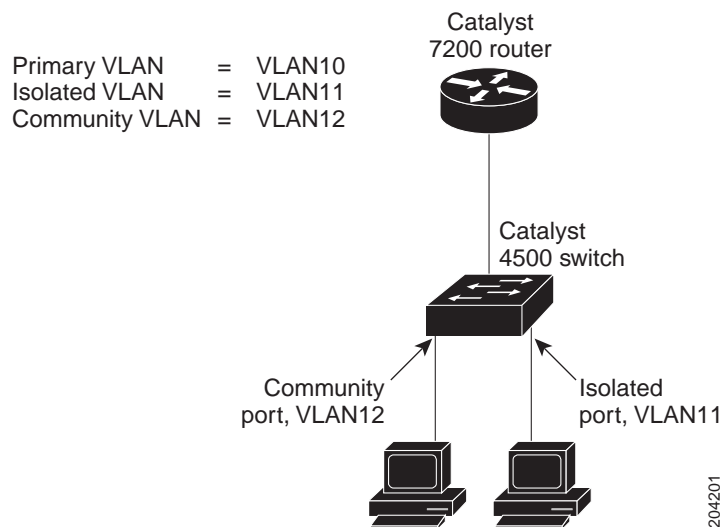 Catalyst
7200 router
Primary VLAN = VLAN10
Isolated VLAN = VLAN11
Community VLAN = VLAN12
Catalyst
4500 switch
Community
port, VLAN12
Isolated
port, VLAN11
204201